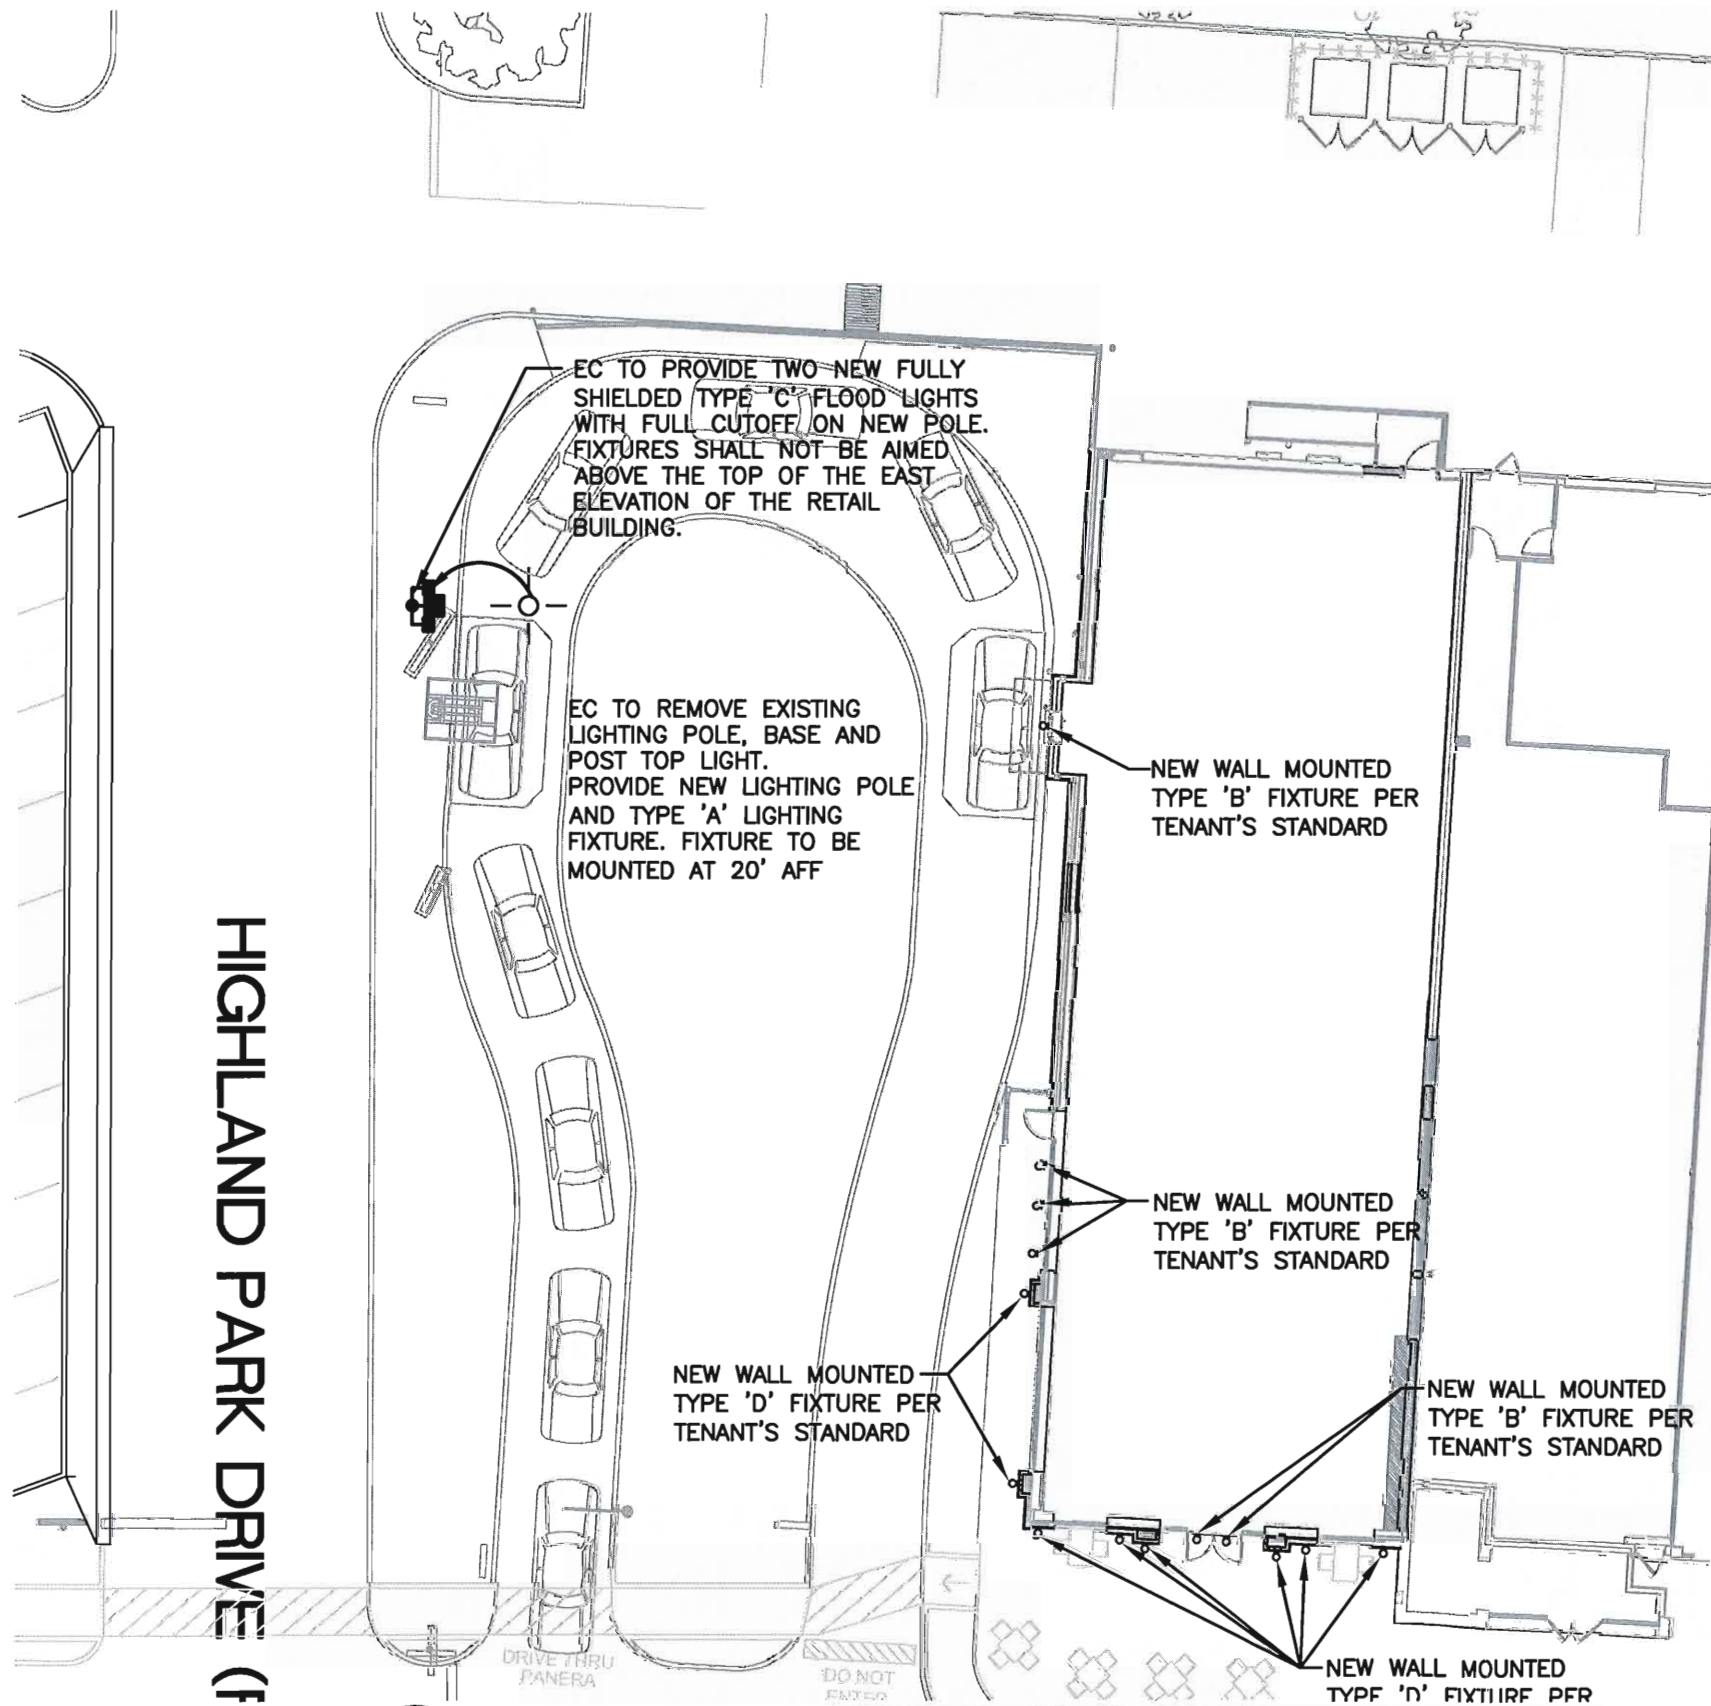 EC TO PROVIDE TWO NEW FULLY
SHIELDED TYPE 'C' FLOOD LIGHTS
WITH FULL CUTOFF ON NEW POLE.
FIXTURES SHALL NOT BE AIMED
ABOVE THE TOP OF THE EAST
ELEVATION OF THE RETAIL
BUILDING.
EC TO REMOVE EXISTING
LIGHTING POLE, BASE AND
POST TOP LIGHT.
PROVIDE NEW LIGHTING POLE
AND TYPE 'A' LIGHTING
FIXTURE. FIXTURE TO BE
MOUNTED AT 20' AFF
NEW WALL MOUNTED
TYPE 'B' FIXTURE PER
TENANT'S STANDARD
HIGHLAND PARK DRIVE (
NEW WALL MOUNTED
TYPE 'B' FIXTURE PER
TENANT'S STANDARD
NEW WALL MOUNTED
TYPE 'D' FIXTURE PER
TENANT'S STANDARD
NEW WALL MOUNTED
TYPE 'B' FIXTURE PER
TENANT'S STANDARD
DRIVE THRU
PANERA
DO NOT
ENTER
NEW WALL MOUNTED
TYPE 'D' FIXTURE PER